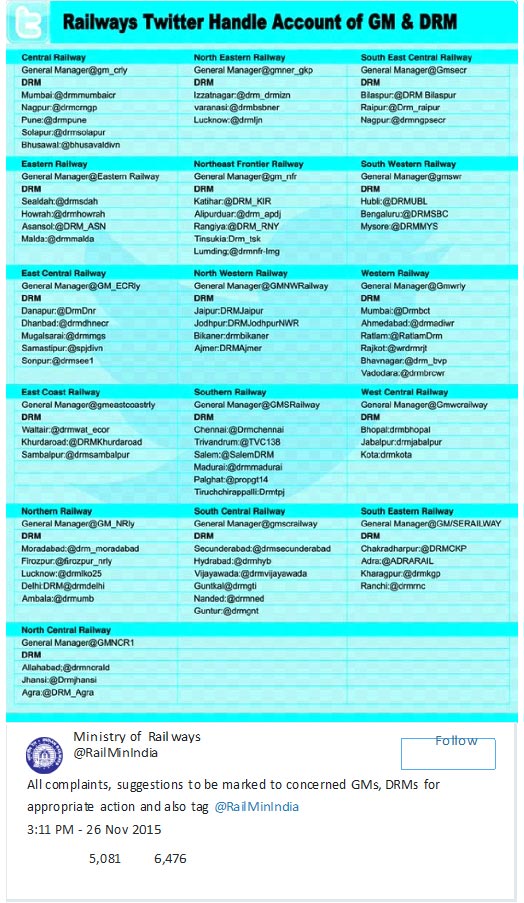 Railways Twitter Handle Account of GM & DRM
Central Railway
General Manager@gm_crly
DRM
Mumbai:@drmmumbaicr
Nagpur:@drmcmgp
Pune:@drmpune
Solapur:@drmsolapur
Bhusawal:@bhusavaldivn
North Eastern Railway
General Manager@gmner_gkp
DRM
Izzatnagar:@drm_drmizn
varanasi:@drmbsbner
Lucknow:@drmljn
South East Central Railway
General Manager@Gmsecr
DRM
Bilaspur:@DRM Bilaspur
Raipur:@Drm_raipur
Nagpur:@drmngpsecr
Eastern Railway
General Manager@Eastern Railway
DRM
Sealdah:@drmsdah
Howrah:@drmhowrah
Asansol:@DRM_ASN
Malda:@drmmalda
Northeast Frontier Railway
General Manager@gm_nfr
DRM
Katihar:@DRM_KIR
Alipurduar:@drm_apdj
Rangiya:@DRM_RNY
Tinsukia:Drm_tsk
Lumding:@drmnfr-lmg
South Western Railway
General Manager@gmswr
DRM
Hubli:@DRMUBL
Bengaluru:@DRMSBC
Mysore:@DRMMYS
East Central Railway
General Manager@GM_ECRly
DRM
Danapur:@DrmDnr
Dhanbad:@drmdhnecr
Mugalsarai:@drmmgs
Samastipur:@spjdivn
Sonpur:@drmsee1
North Western Railway
General Manager@GMNWRailway
DRM
Jaipur:DRMJaipur
Jodhpur:DRMJodhpurNWR
Bikaner:drmbikaner
Ajmer:DRMAjmer
Western Railway
General Manager@Gmwrly
DRM
Mumbai:@Drmbct
Ahmedabad:@drmadiwr
Ratlam:@RatlamDrm
Rajkot:@wrdrmrjt
Bhavnagar:@drm_bvp
Vadodara:@drmbrcwr
East Coast Railway
General Manager@gmeastcoastrly
DRM
Waltair:@drmwat_ecor
Khurdaroad:@DRMKhurdaroad
Sambalpur:@drmsambalpur
Southern Railway
General Manager@GMSRailway
DRM
Chennai:@Drmchennai
Trivandrum:@TVC138
Salem:@SalemDRM
Madurai:@drmmadurai
Palghat:@propgt14
Tiruchchirappalli:Drmtpj
West Central Railway
General Manager@Gmwcrailway
DRM
Bhopal:drmbhopal
Jabalpur:drmjabalpur
Kota:drmkota
Northern Railway
General Manager@GM_NRly
DRM
Moradabad:@drm_moradabad
Firozpur:@firozpur_nrly
Lucknow:@drmlko25
Delhi:DRM@drmdelhi
Ambala:@drmumb
South Central Railway
General Manager@gmscrailway
DRM
Secunderabad:@drmsecunderabad
Hydrabad:@drmhyb
Vijayawada:@drmvijayawada
Guntkal@drmgti
Nanded:@drmned
Guntur:@drmgnt
South Eastern Railway
General Manager@GM/SERAILWAY
DRM
Chakradharpur:@DRMCKP
Adra:@ADRARAIL
Kharagpur:@drmkgp
Ranchi:@drmrnc
North Central Railway
General Manager@GMNCR1
DRM
Allahabad;@drmncrald
Jhansi:@Drmjhansi
Agra:@DRM_Agra
Ministry of Railways
@RailMinIndia
Follow
All complaints, suggestions to be marked to concerned GMs, DRMs for
appropriate action and also tag @RailMinIndia
3:11 PM - 26 Nov 2015
5,081 6,476